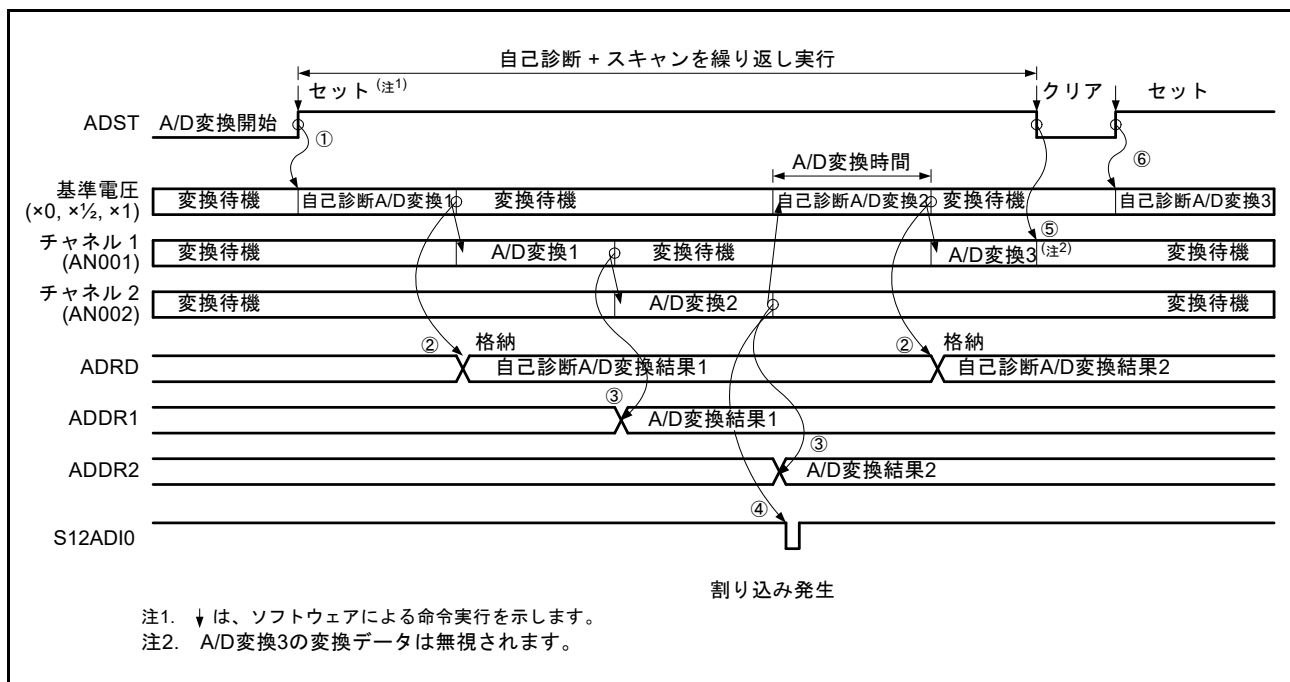 自己診断 + スキャンを繰り返し実行
セット (注1) クリア セット
ADST A/D変換開始 ① ⑥
A/D変換時間
基準電圧
(×0, ×½, ×1) 変換待機 自己診断A/D変換1 変換待機 自己診断A/D変換2 変換待機 自己診断A/D変換3
チャネル 1
(AN001) 変換待機 A/D変換1 変換待機 A/D変換3 (注2) ⑤ 変換待機
チャネル 2
(AN002) 変換待機 A/D変換2 変換待機
ADRD ② 格納 自己診断A/D変換結果1 ② 格納 自己診断A/D変換結果2
ADDR1 ③ A/D変換結果1
ADDR2 ③ A/D変換結果2
S12ADI0 ④
割り込み発生
注1. ↓ は、ソフトウェアによる命令実行を示します。
注2. A/D変換3の変換データは無視されます。